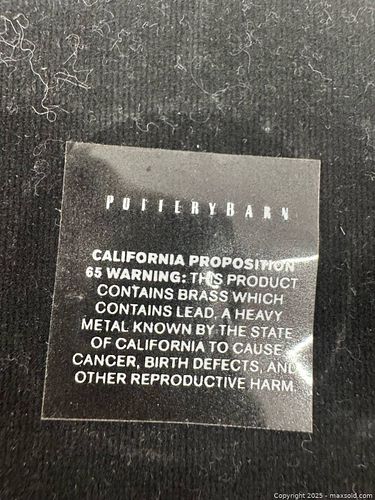 POTTERYBARN
CALIFORNIA PROPOSITION
65 WARNING: THIS PRODUCT
CONTAINS BRASS WHICH
CONTAINS LEAD, A HEAVY
METAL KNOWN BY THE STATE
OF CALIFORNIA TO CAUSE
CANCER, BIRTH DEFECTS, AND
OTHER REPRODUCTIVE HARM
Copyright 2025 - maxsold.com